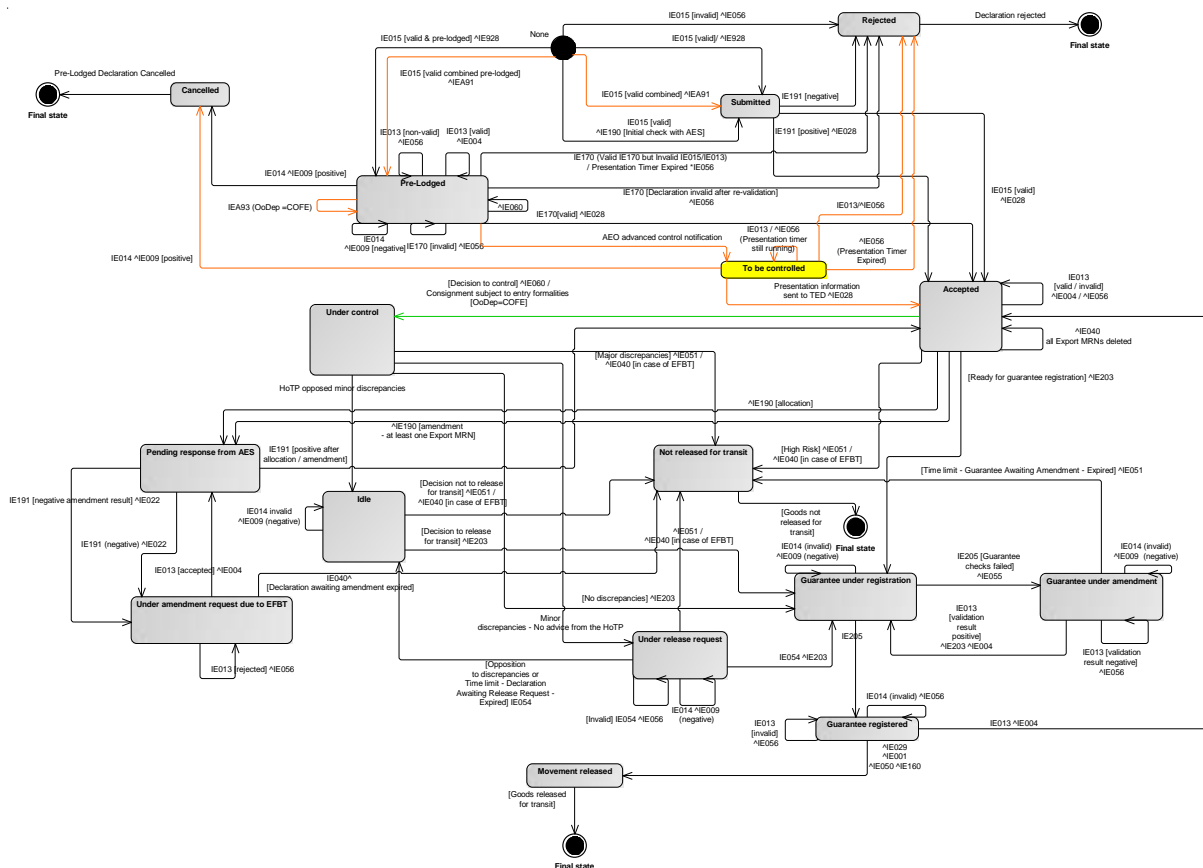 IE015 [invalid] ^IE056
Rejected
Declaration rejected
Final state
None
IE015 [valid & pre-lodged] ^IE928
IE015 [valid]/ ^IE928
Pre-Lodged Declaration Cancelled
Cancelled
Final state
IE015 [valid combined pre-lodged]
^IEA91
IE015 [valid combined] ^IEA91
Submitted
IE191 [negative]
IE015 [valid]
^IE190 [Initial check with AES]
IE191 [positive] ^IE028
IE013 [non-valid]
^IE056
IE013 [valid]
^IE004
IE170 (Valid IE170 but Invalid IE015/IE013)
/ Presentation Timer Expired ^IE056
IE014 ^IE009 [positive]
Pre-Lodged
IE170 [Declaration invalid after re-validation]
^IE056
IE015 [valid]
^IE028
IEA93 (OoDep =COFE)
^IE060
IE013/^IE056
IE170[valid] ^IE028
IE014
^IE009 [negative]
IE170 [invalid] ^IE056
AEO advanced control notification
IE013 / ^IE056
(Presentation timer
still running)
^IE056
(Presentation Timer
Expired)
IE014 ^IE009 [positive]
To be controlled
[Decision to control] ^IE060 /
Consignment subject to entry formalities
[OoDep=COFE]
Presentation information
sent to TED ^IE028
Accepted
IE013
[valid / invalid]
^IE004 / ^IE056
Under control
^IE040
all Export MRNs deleted
[Major discrepancies] ^IE051 /
^IE040 [in case of EFBT]
[Ready for guarantee registration] ^IE203
HoTP opposed minor discrepancies
^IE190 [allocation]
^IE190 [amendment
- at least one Export MRN]
Pending response from AES
IE191 [positive after
allocation / amendment]
Not released for transit
[High Risk] ^IE051 /
^IE040 [in case of EFBT]
[Time limit - Guarantee Awaiting Amendment - Expired] ^IE051
IE191 [negative amendment result] ^IE022
Idle
[Decision not to release
for transit] ^IE051 /
^IE040 [in case of EFBT]
IE014 invalid
^IE009 (negative)
[Goods not
released for
transit]
Final state
[Decision to release
for transit] ^IE203
^IE051 /
^IE040 [in case of EFBT]
IE191 (negative) ^IE022
IE014 (invalid)
^IE009 (negative)
IE205 [Guarantee
checks failed]
^IE055
IE014 (invalid)
^IE009 (negative)
IE013 [accepted] ^IE004
IE040^
[Declaration awaiting amendment expired]
Guarantee under registration
Guarantee under amendment
Under amendment request due to EFBT
[No discrepancies] ^IE203
Minor
discrepancies - No advice from the HoTP
Under release request
IE205
IE013
[validation
result
positive]
^IE203 ^IE004
IE013 [validation
result negative]
^IE056
IE013 [rejected] ^IE056
[Opposition
to discrepancies or
Time limit - Declaration
Awaiting Release Request -
Expired] IE054
IE054 ^IE203
[Invalid] IE054 ^IE056
IE014 ^IE009
(negative)
IE014 (invalid) ^IE056
IE013
[invalid]
^IE056
Guarantee registered
IE013 ^IE004
^IE029
^IE001
^IE050 ^IE160
Movement released
[Goods released
for transit]
Final state